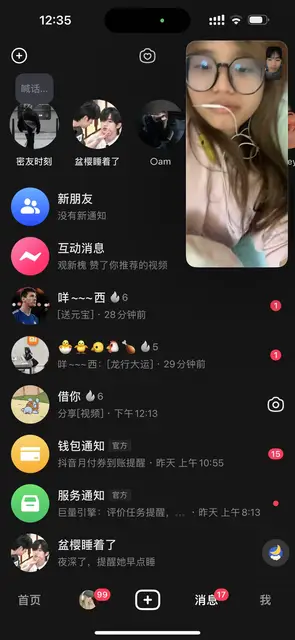 12:35
喊话…
密友时刻
盆樱睡着了
Oam
ey
新朋友
没有新通知
互动消息
观新槐 赞了你推荐的视频
咩~~~西 6
[送元宝] · 28分钟前
1
5
咩~~~西：[龙行大运] · 29分钟前
1
借你 6
分享[视频] · 下午12:13
钱包通知 官方
抖音月付券到账提醒 · 昨天 上午10:55
15
服务通知 官方
巨量引擎：评价任务提醒，… · 昨天 上午8:13
盆樱睡着了
夜深了，提醒她早点睡
首页
99
消息
17
我